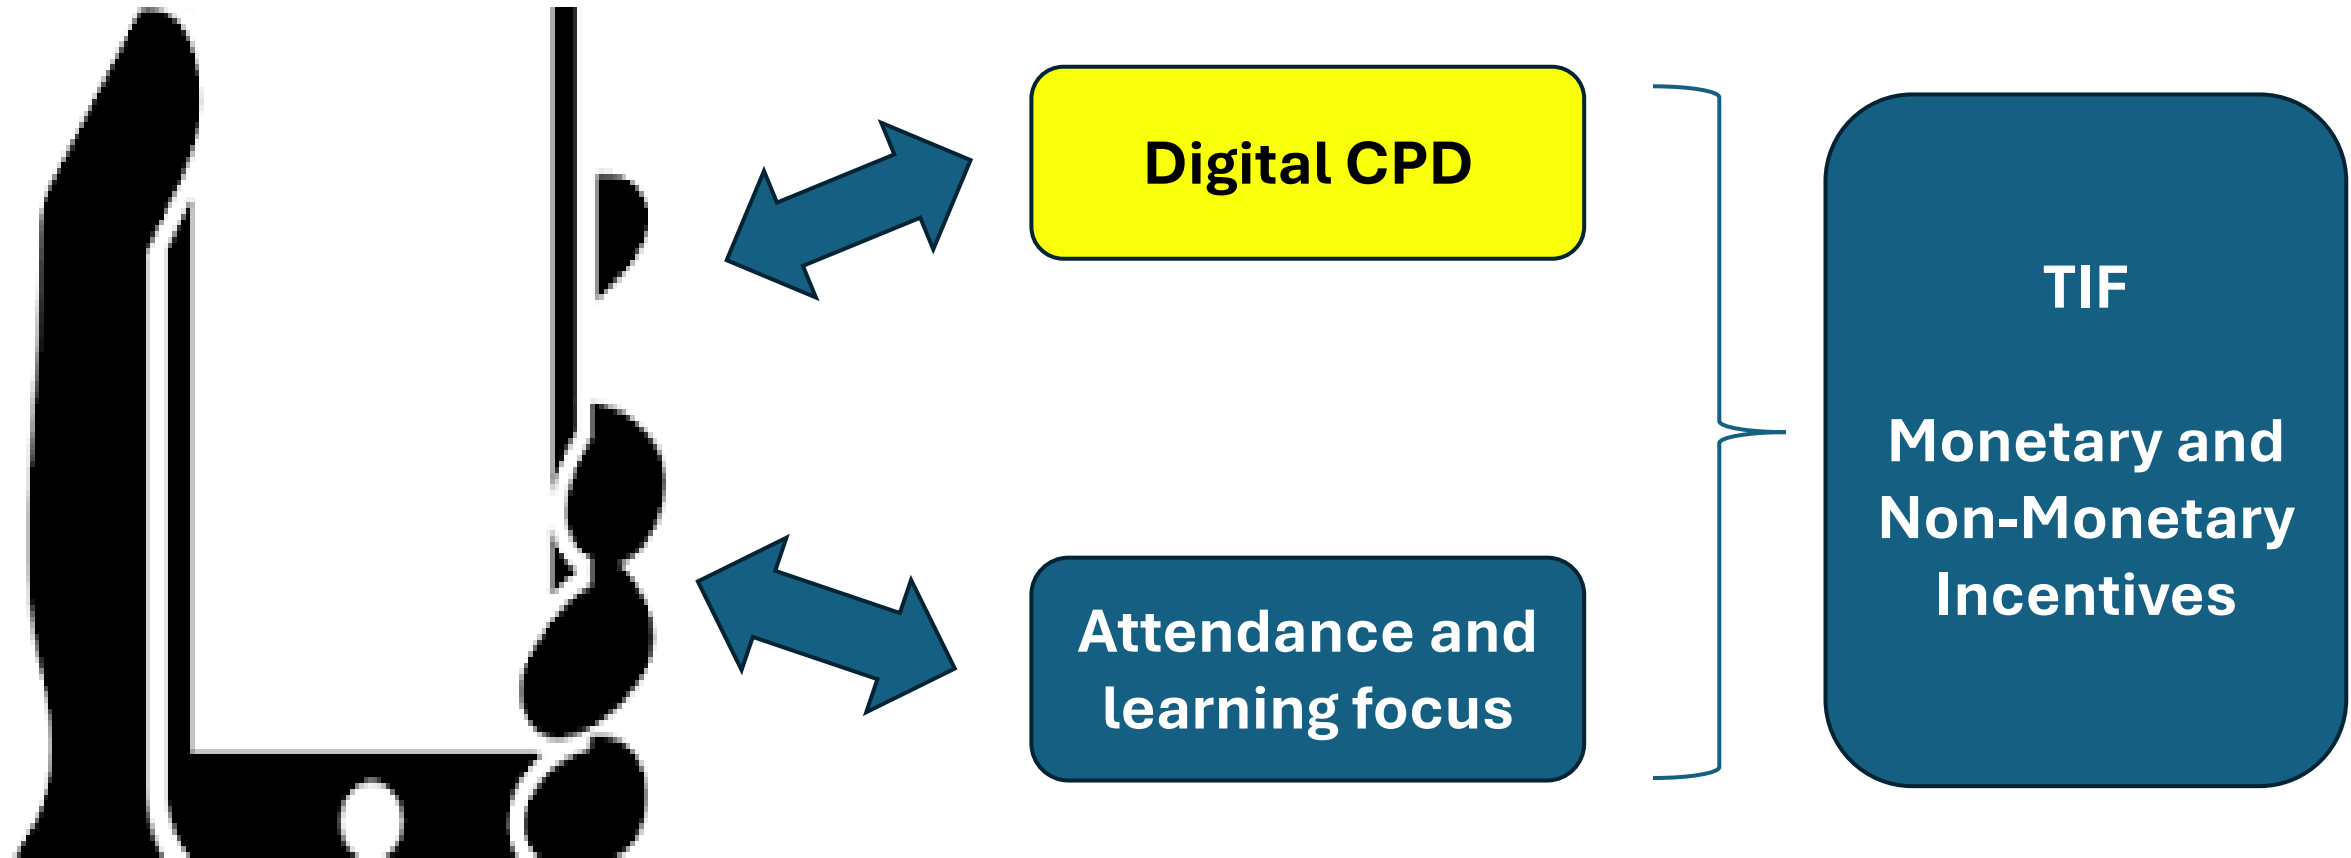 Digital CPD
Attendance and
learning focus
TIF
Monetary and
Non-Monetary
Incentives